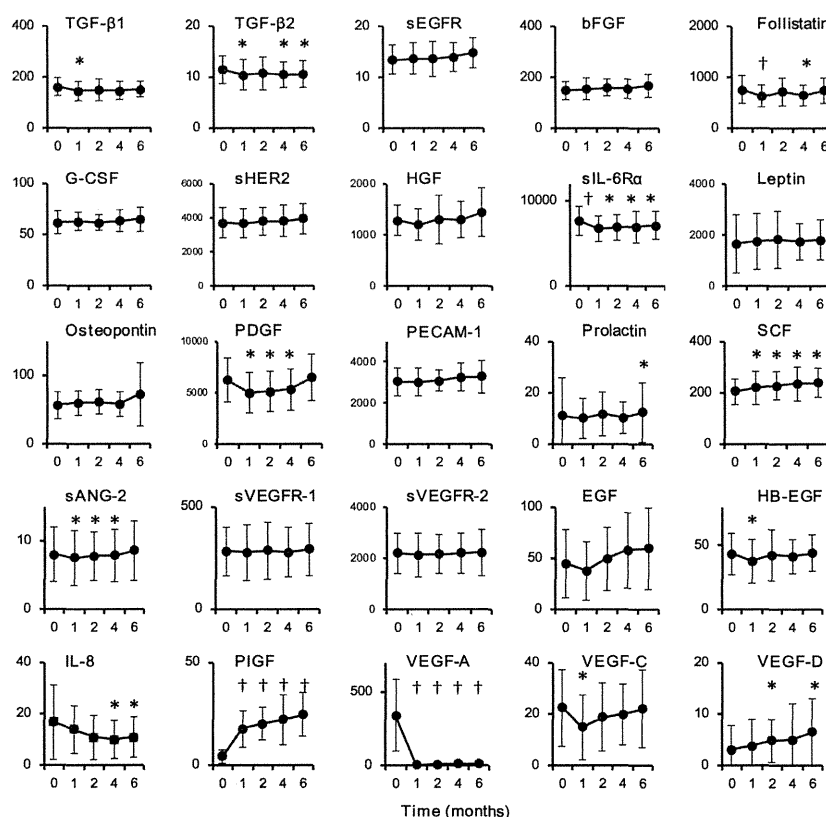 TGF-β1 TGF-β2 sEGFR bFGF Follistatin
400 15 20 400 2000
* * * * † *
200 10 10 200 1000
5
0 0 0 0 0
0 1 2 4 6 0 1 2 4 6 0 1 2 4 6 0 1 2 4 6 0 1 2 4 6
G-CSF sHER2 HGF sIL-6Rα Leptin
100 6000 2000 10000 4000
† * * *
50 4000 1000 2000
2000
0 0 0 0 0
0 1 2 4 6 0 1 2 4 6 0 1 2 4 6 0 1 2 4 6 0 1 2 4 6
Osteopontin PDGF PECAM-1 Prolactin SCF
100 10000 6000 40 400
* * * * * * * *
50 5000 4000 20 200
2000
0 0 0 0 0
0 1 2 4 6 0 1 2 4 6 0 1 2 4 6 0 1 2 4 6 0 1 2 4 6
sANG-2 sVEGFR-1 sVEGFR-2 EGF HB-EGF
500 4000 100 100
* * * *
10 2000 50 50
0 0 0 0 0
0 1 2 4 6 0 1 2 4 6 0 1 2 4 6 0 1 2 4 6 0 1 2 4 6
IL-8 PlGF VEGF-A VEGF-C VEGF-D
40 50 500 40 20
* * † † † † † † † † * * *
20 25 20 10
0 0 0 0 0
0 1 2 4 6 0 1 2 4 6 0 1 2 4 6 0 1 2 4 6 0 1 2 4 6
Time (months)